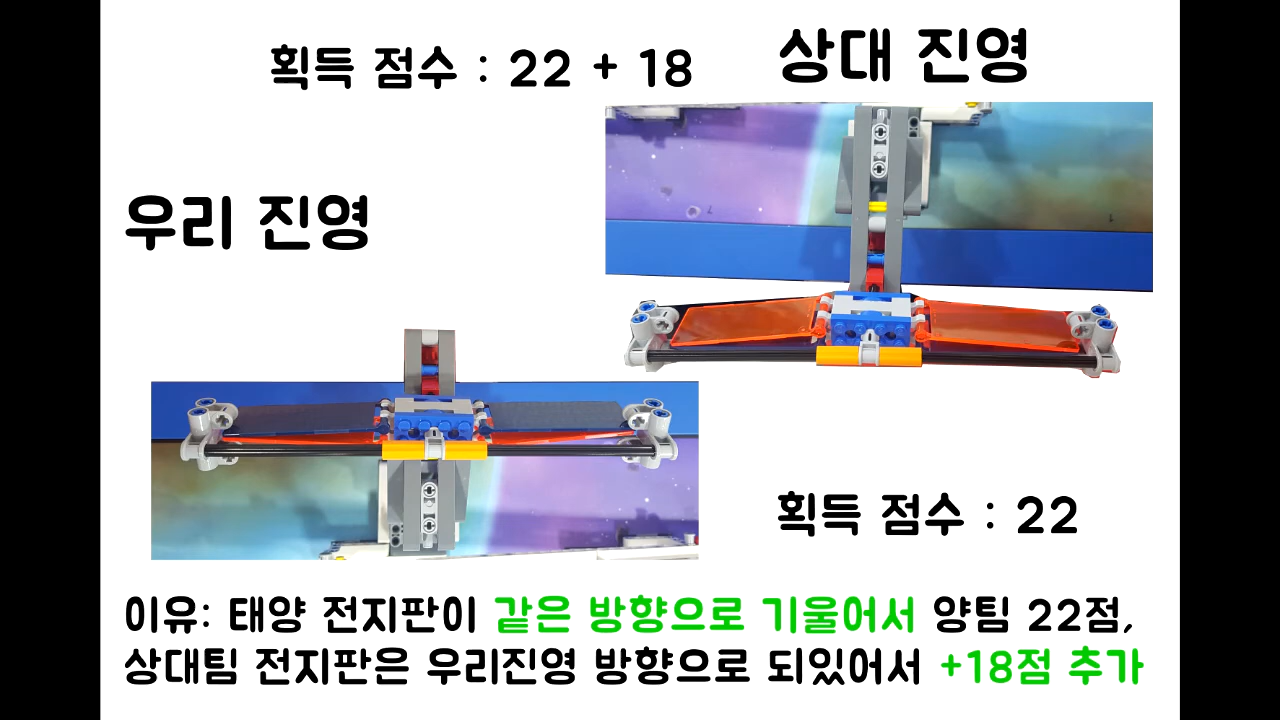 획득 점수 : 22 + 18
상대 진영
우리 진영
획득 점수 : 22
이유: 태양 전지판이 같은 방향으로 기울어서 양팀 22점,
상대팀 전지판은 우리진영 방향으로 되있어서 +18점 추가